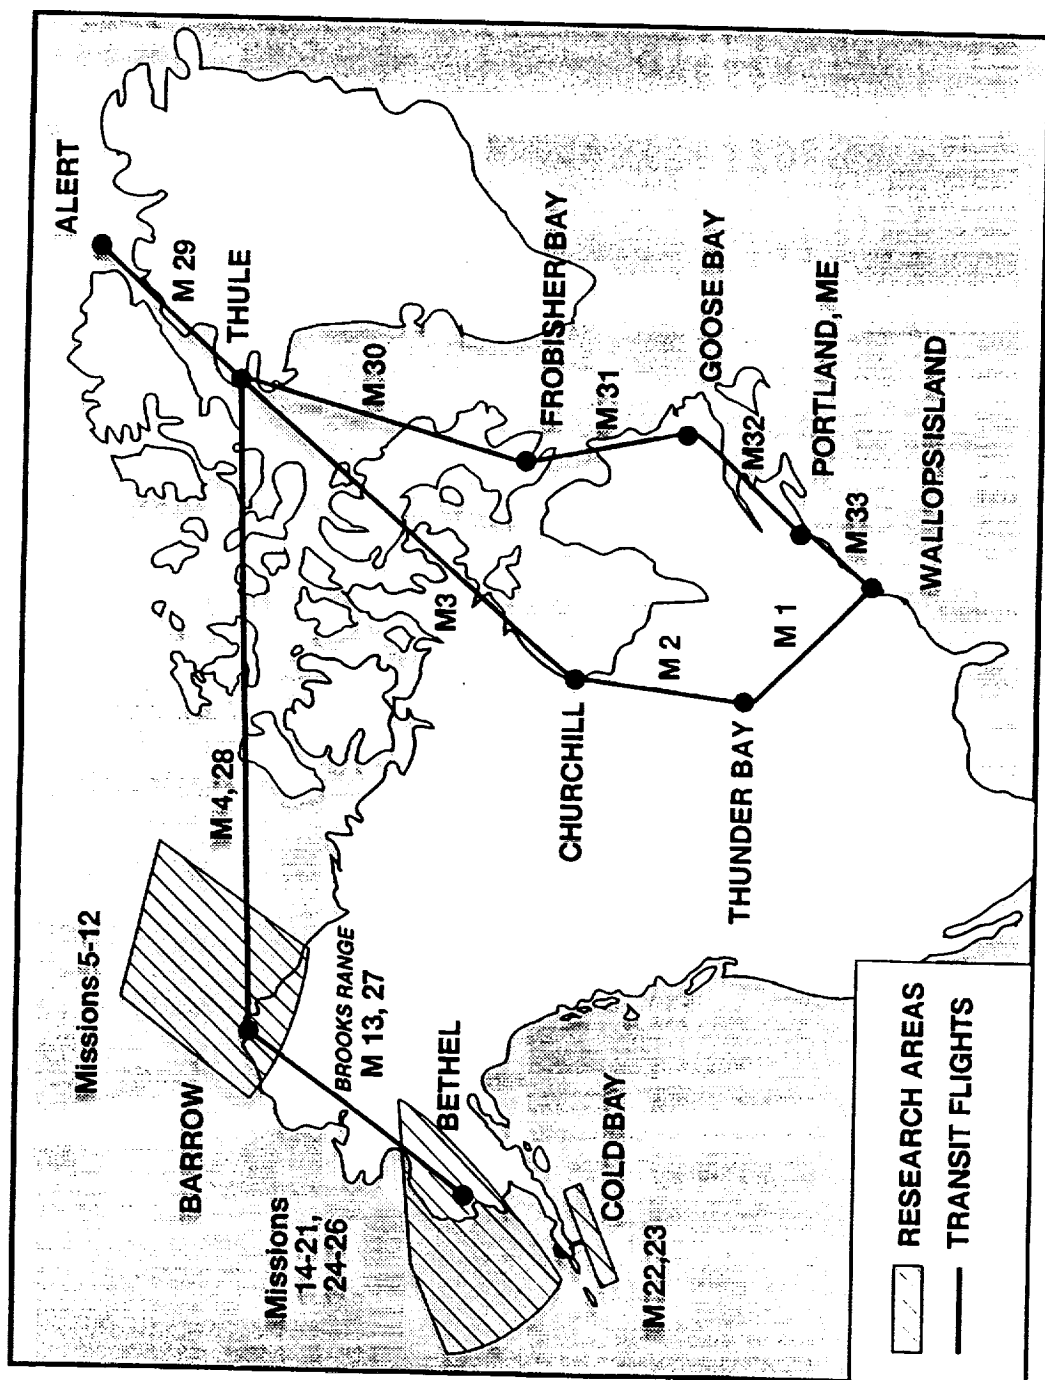 ALERT
M 29
THULE
M 30
FROBISHER BAY
M 31
GOOSE BAY
M32
PORTLAND, ME
M 33
WALLOPS ISLAND
M 1
M 2
M3
CHURCHILL
THUNDER BAY
M 4, 28
Missions 5-12
BARROW
BROOKS RANGE
M 13, 27
BETHEL
Missions
14-21,
24-26
COLD BAY
M 22,23
RESEARCH AREAS
TRANSIT FLIGHTS